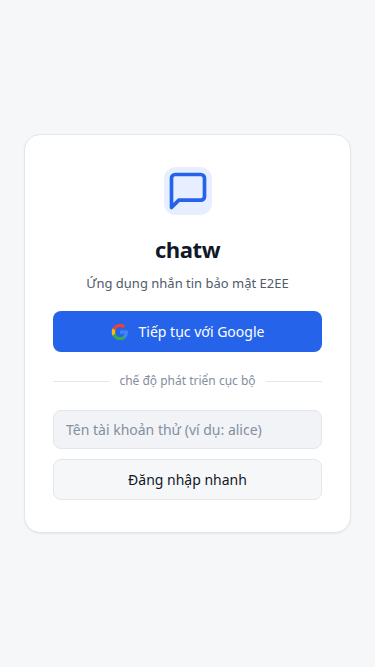 chatw
Ứng dụng nhắn tin bảo mật E2EE
Tiếp tục với Google
chế độ phát triển cục bộ
Tên tài khoản thử (ví dụ: alice)
Đăng nhập nhanh